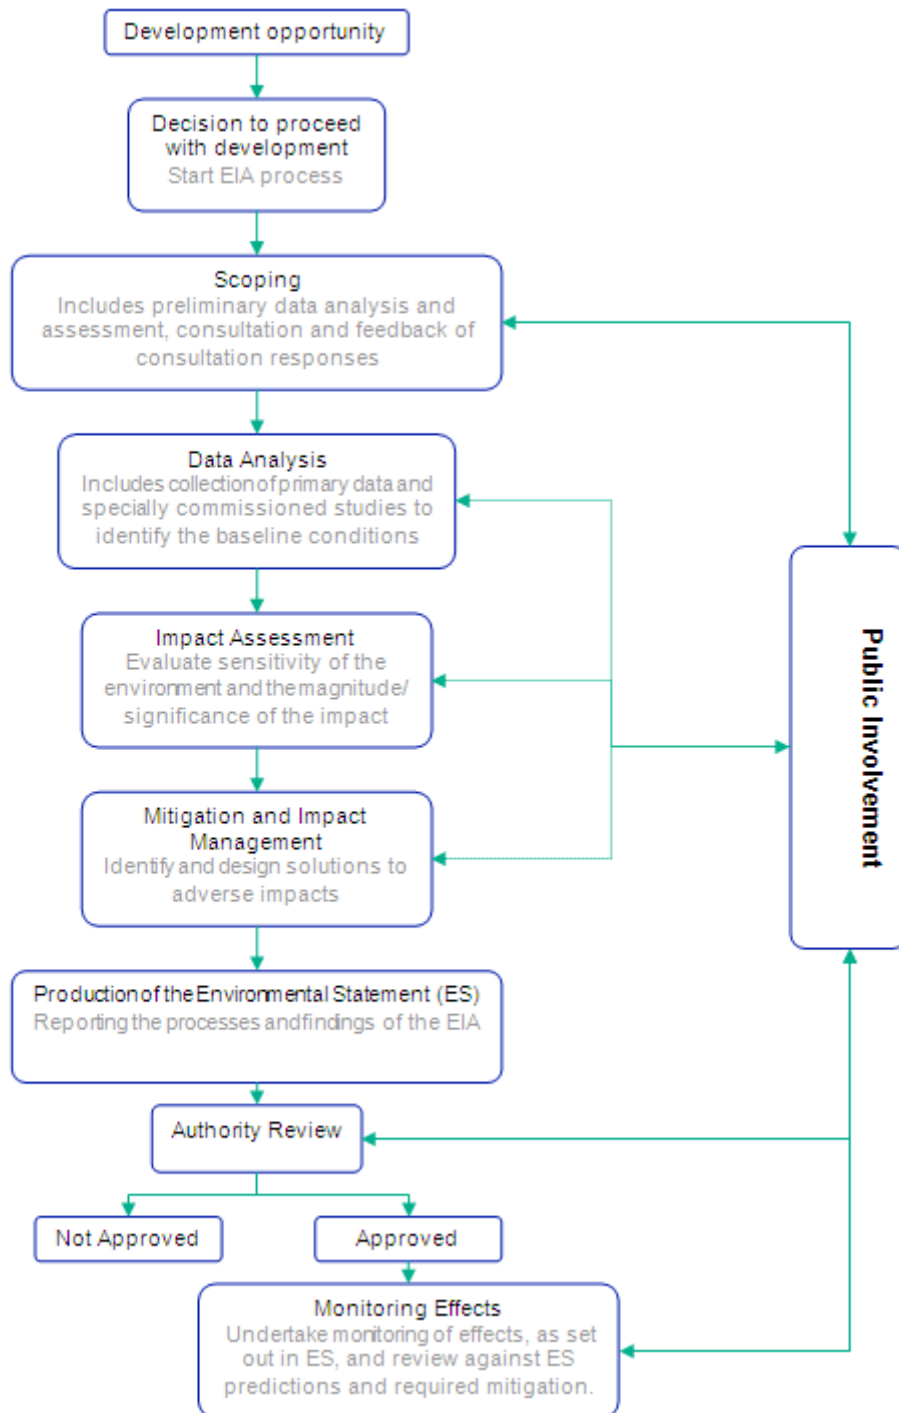 Development opportunity
Decision to proceed
with development
Start EIA process
Scoping
Includes preliminary data analysis and
assessment, consultation and feedback of
consultation responses
Data Analysis
Includes collection of primary data and
specially commissioned studies to
identify the baseline conditions
Impact Assessment
Evaluate sensitivity of the
environment and the magnitude/
significance of the impact
Mitigation and Impact
Management
Identify and design solutions to
adverse impacts
Production of the Environmental Statement (ES)
Reporting the processes and findings of the EIA
Authority Review
Not Approved
Approved
Monitoring Effects
Undertake monitoring of effects, as set
out in ES, and review against ES
predictions and required mitigation.
Public Involvement